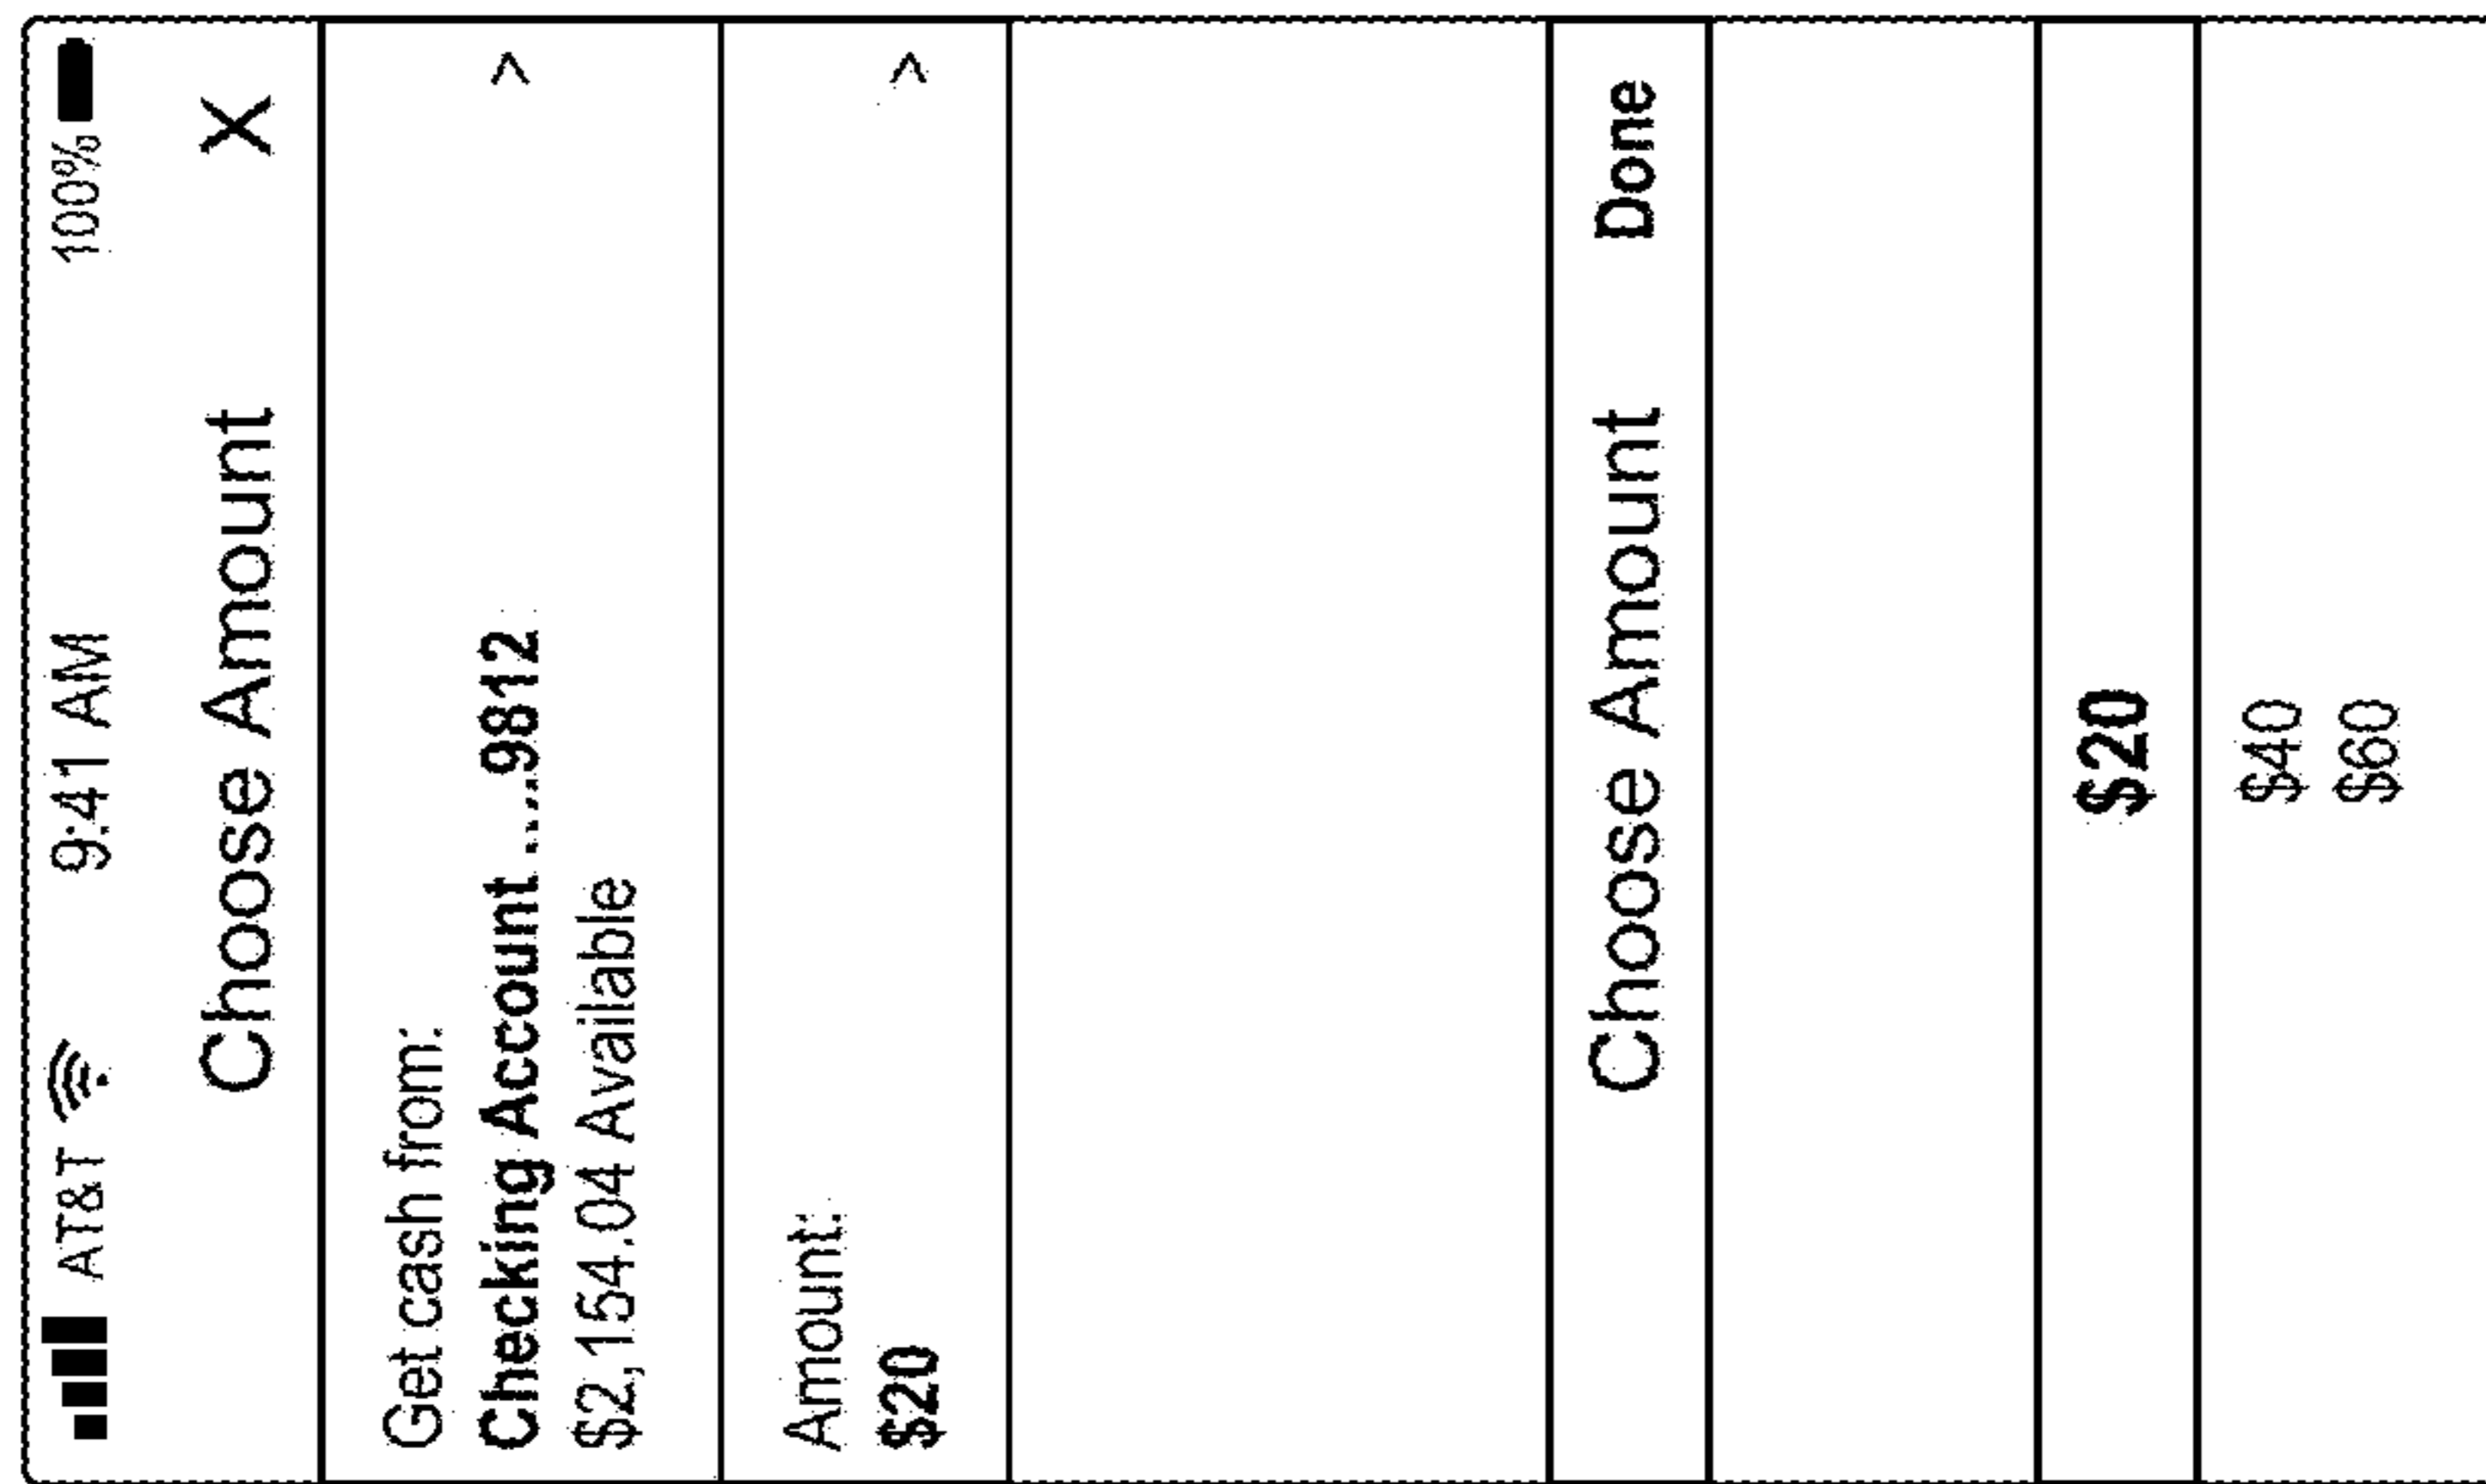 AT&T 9:41 AM 100%
Choose Amount X
Get cash from:
Checking Account .....9812 >
$2,154.04 Available
Amount:
$20 >
Choose Amount Done
$20
$40
$60